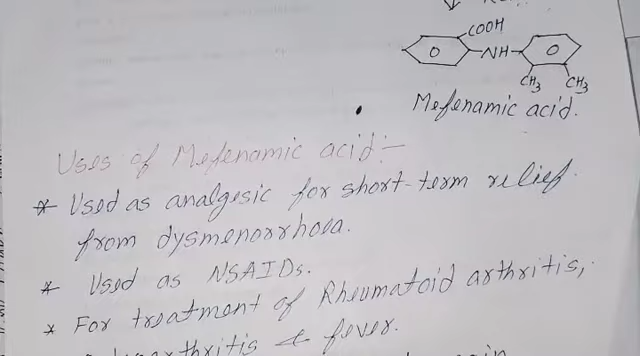 COOH
NH
CH3 CH3
Mefenamic acid.
Uses of Mefenamic acid:-
* Used as analgesic for short-term relief
from dysmenorrhoea.
* Used as NSAIDs.
* For treatment of Rheumatoid arthritis,
& fever.